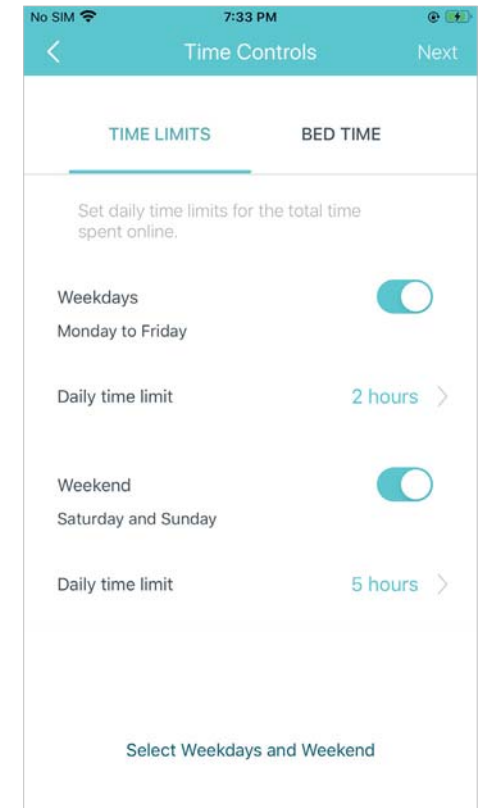 No SIM 7:33 PM
Time Controls Next
TIME LIMITS BED TIME
Set daily time limits for the total time
spent online.
Weekdays
Monday to Friday
Daily time limit 2 hours
Weekend
Saturday and Sunday
Daily time limit 5 hours
Select Weekdays and Weekend